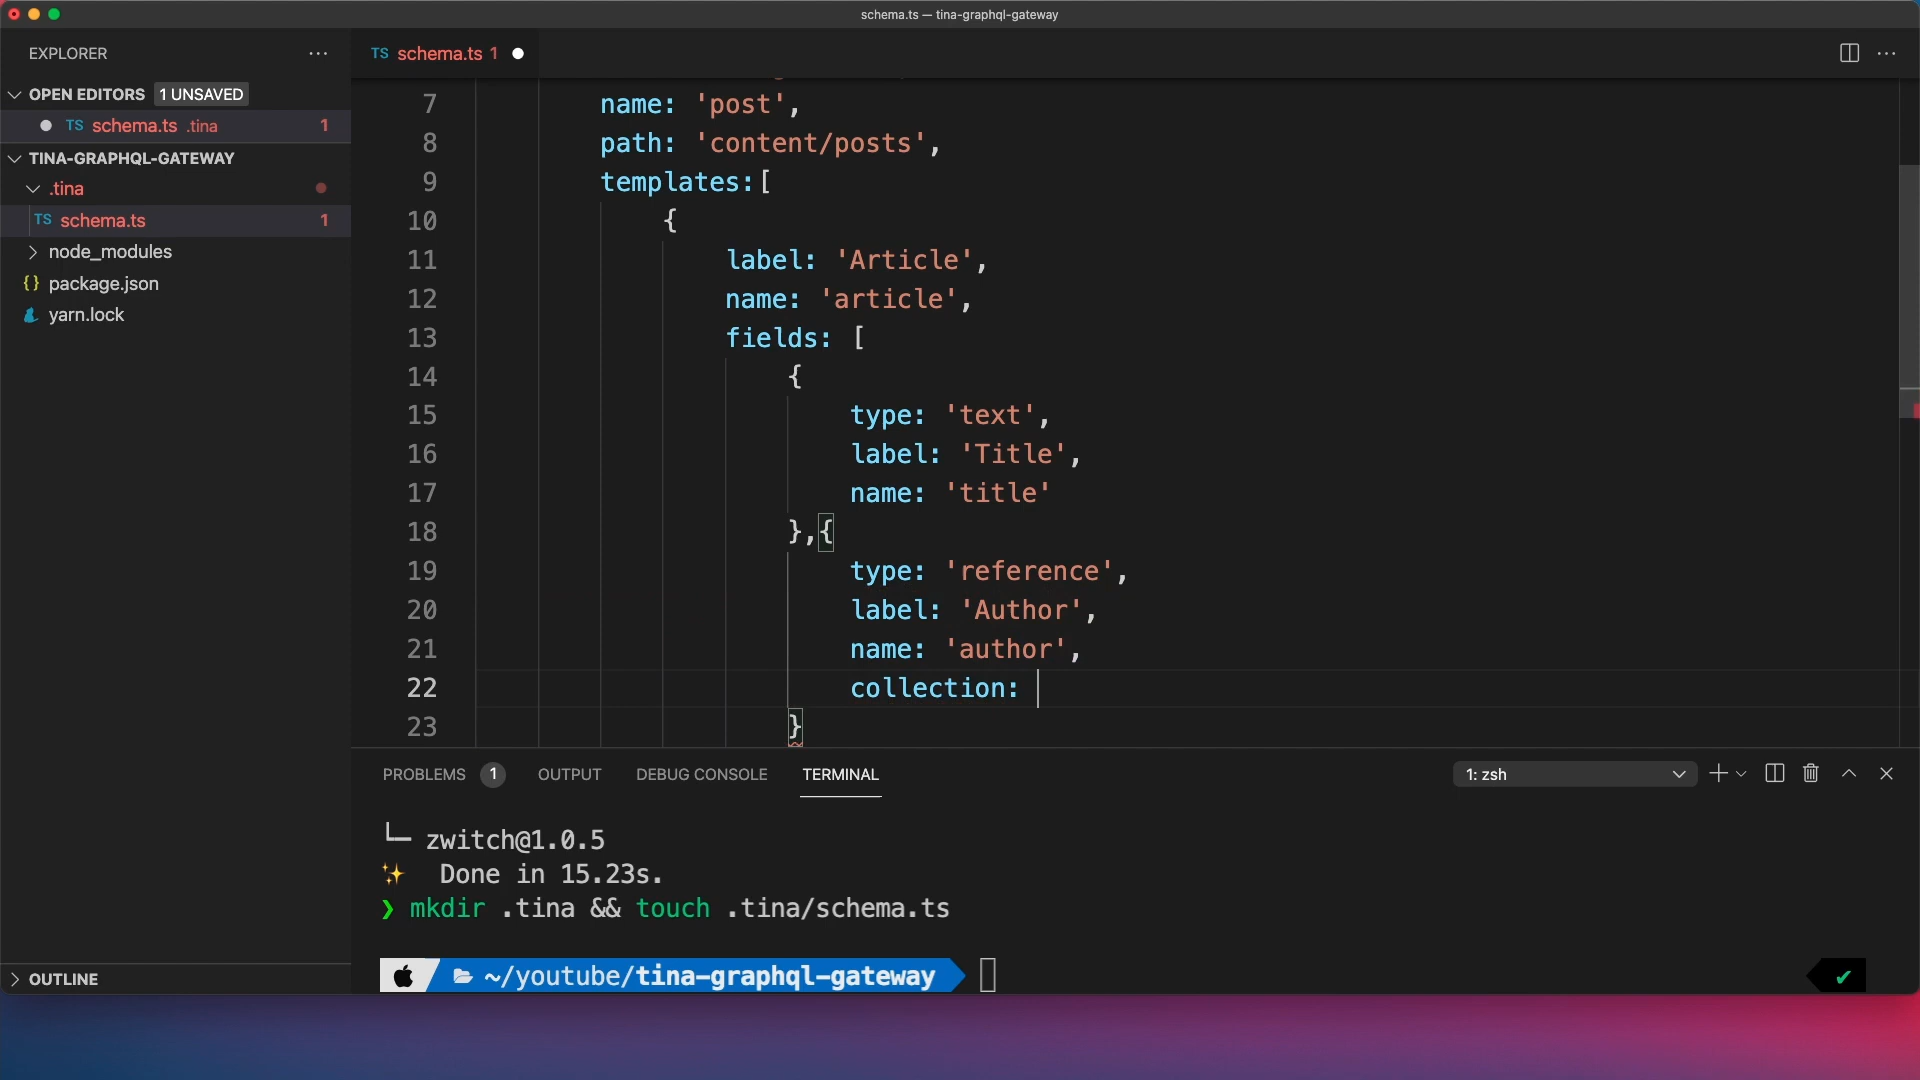 schema.ts — tina-graphql-gateway
EXPLORER
TS schema.ts 1
OPEN EDITORS 1 UNSAVED
TS schema.ts .tina 1
TINA-GRAPHQL-GATEWAY
.tina
TS schema.ts 1
node_modules
{} package.json
yarn.lock
OUTLINE
7 name: 'post',
8 path: 'content/posts',
9 templates:[
10 {
11 label: 'Article',
12 name: 'article',
13 fields: [
14 {
15 type: 'text',
16 label: 'Title',
17 name: 'title'
18 },{
19 type: 'reference',
20 label: 'Author',
21 name: 'author',
22 collection:
23 }
PROBLEMS 1 OUTPUT DEBUG CONSOLE TERMINAL 1: zsh
└─ zwitch@1.0.5
✨ Done in 15.23s.
❯ mkdir .tina && touch .tina/schema.ts
~/youtube/tina-graphql-gateway ✔